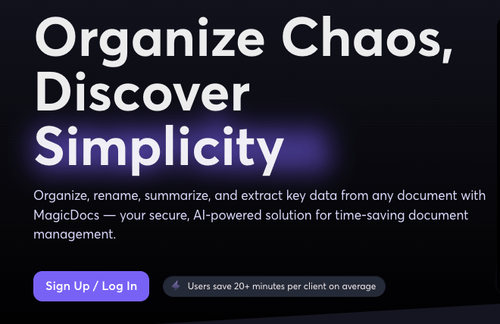 Organize Chaos,
Discover
Simplicity
Organize, rename, summarize, and extract key data from any document with
MagicDocs — your secure, AI-powered solution for time-saving document
management.
Sign Up / Log In
Users save 20+ minutes per client on average